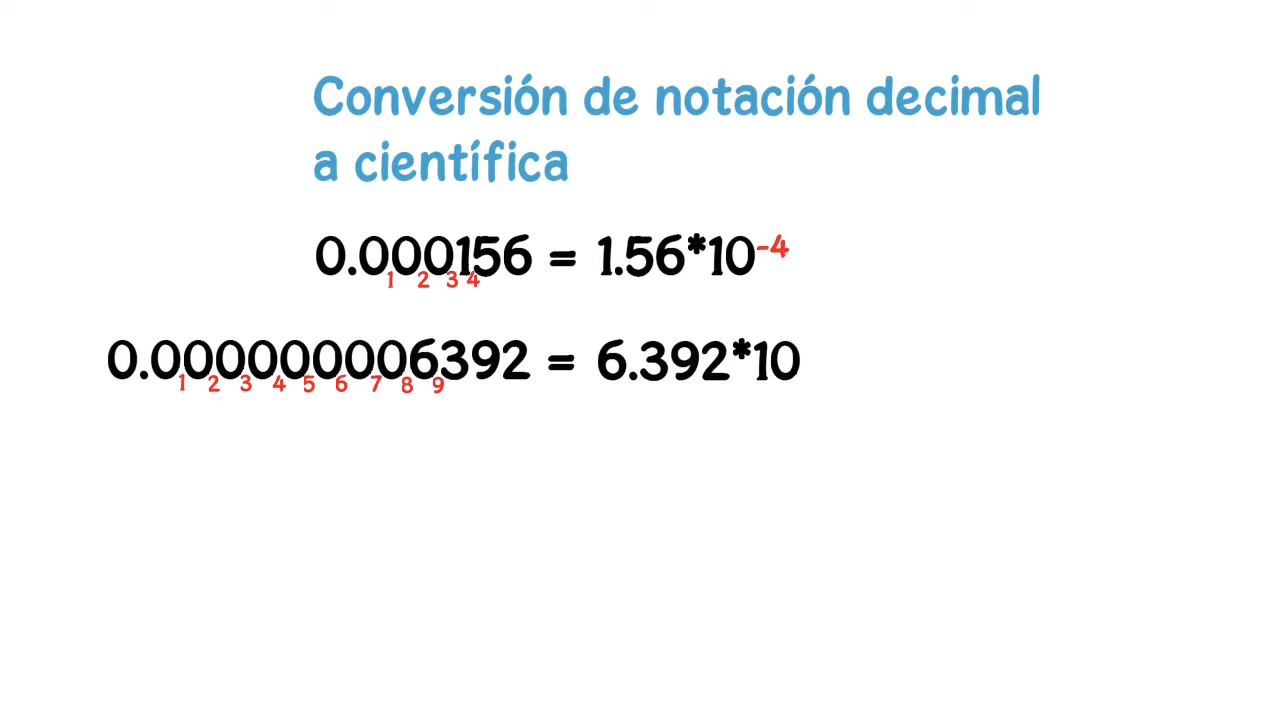 Conversión de notación decimal
a científica
0.000156 = 1.56*10⁻⁴
1 2 3 4
0.000000006392 = 6.392*10
1 2 3 4 5 6 7 8 9